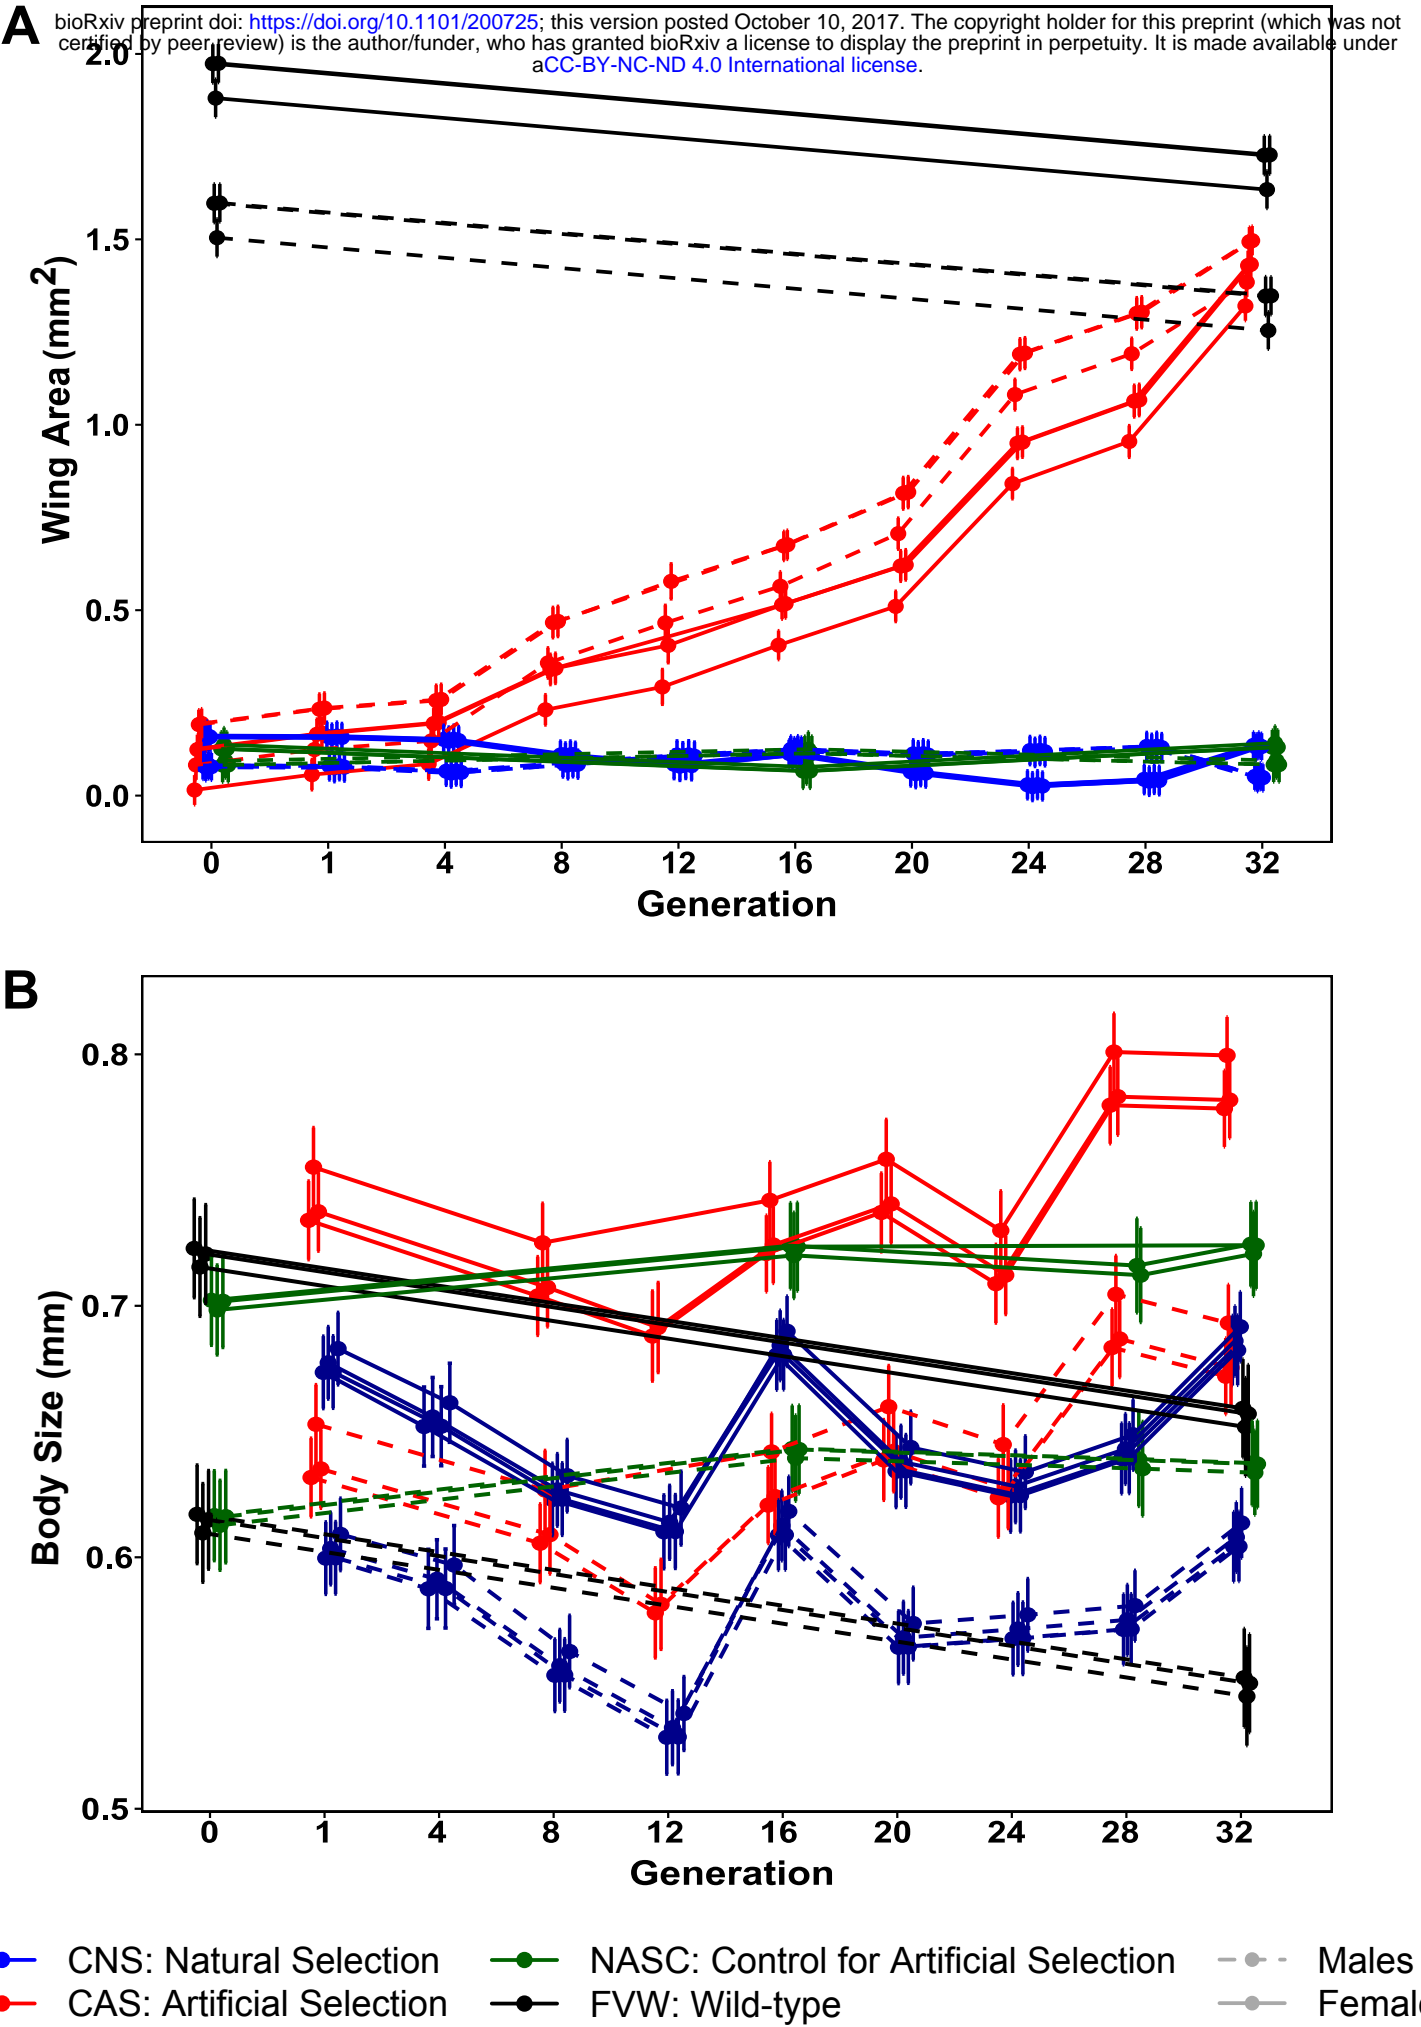 bioRxiv preprint doi: https://doi.org/10.1101/200725; this version posted October 10, 2017. The copyright holder for this preprint (which was not
certified by peer review) is the author/funder, who has granted bioRxiv a license to display the preprint in perpetuity. It is made available under
aCC-BY-NC-ND 4.0 International license.
A
2.0
1.5
1.0
0.5
0.0
Wing Area (mm2)
0 1 4 8 12 16 20 24 28 32
Generation
B
0.8
0.7
0.6
0.5
Body Size (mm)
0 1 4 8 12 16 20 24 28 32
Generation
CNS: Natural Selection NASC: Control for Artificial Selection Males
CAS: Artificial Selection FVW: Wild-type Female